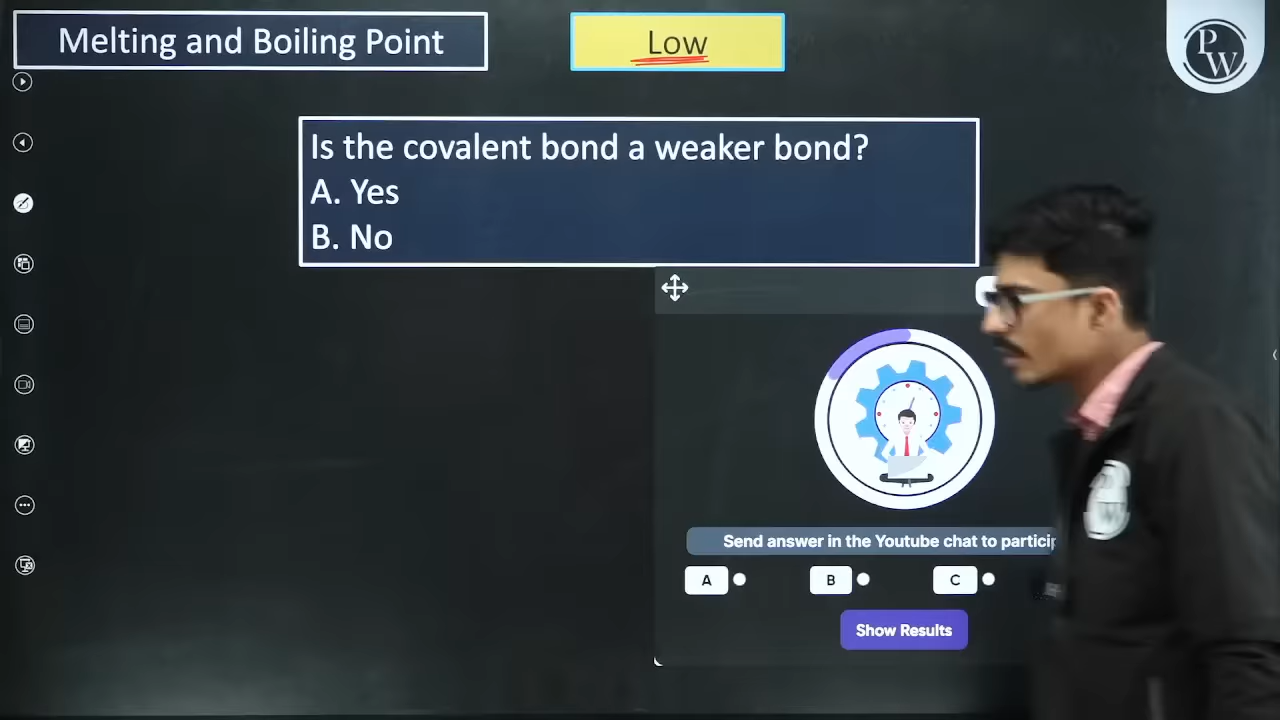 Melting and Boiling Point
Low
PW
Is the covalent bond a weaker bond?
A. Yes
B. No
Send answer in the Youtube chat to particip
A
B
C
Show Results